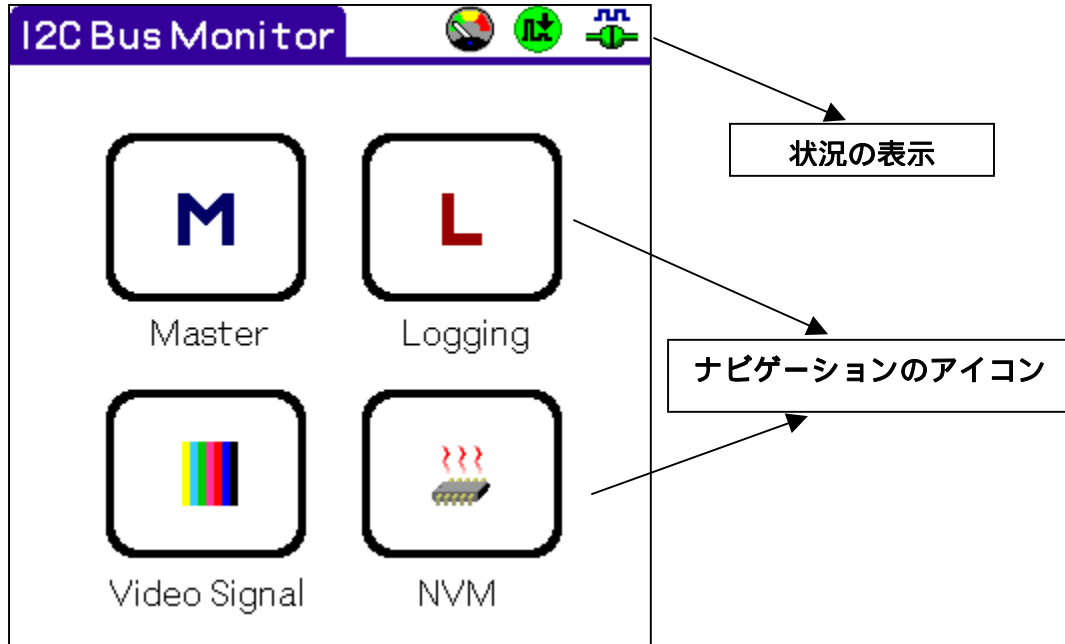 I2C Bus Monitor
状況の表示
M
L
Master
Logging
ナビゲーションのアイコン
Video Signal
NVM